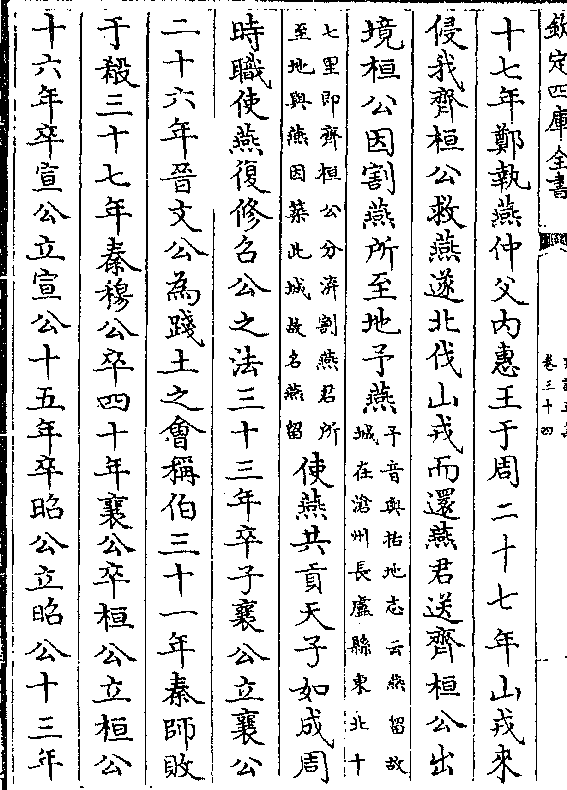 欽定四庫全書
卷三十四
十七年鄭執燕仲父内惠王于周二十七年山戎來
侵我齊桓公救燕遂北伐山戎而還燕君送齊桓公出
境桓公因割燕所至地予燕
予音與括地志云燕留故
城在滄州長盧縣東北十
七里即齊桓公分溝割燕君所
至地與燕因築此城故名燕留
使燕共貢天子如成周
時職使燕復修召公之法三十三年卒子襄公立襄公
二十六年晉文公為踐土之會稱伯三十一年秦師敗
于殽三十七年秦穆公卒四十年襄公卒桓公立桓公
十六年卒宣公立宣公十五年卒昭公立昭公十三年